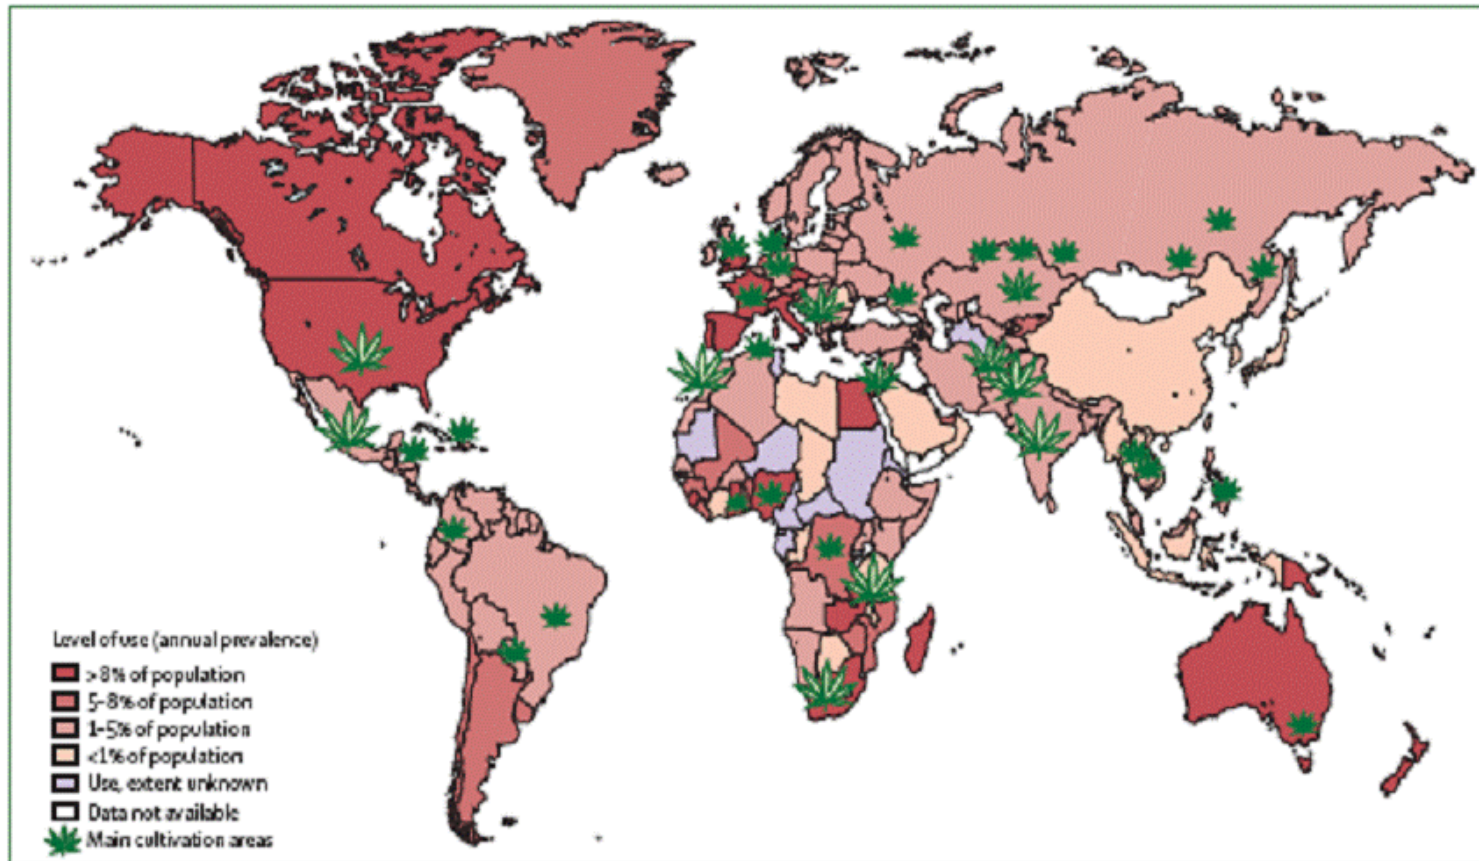 Level of use (annual prevalence)
>8% of population
5–8% of population
1–5% of population
<1% of population
Use, extent unknown
Data not available
Main cultivation areas